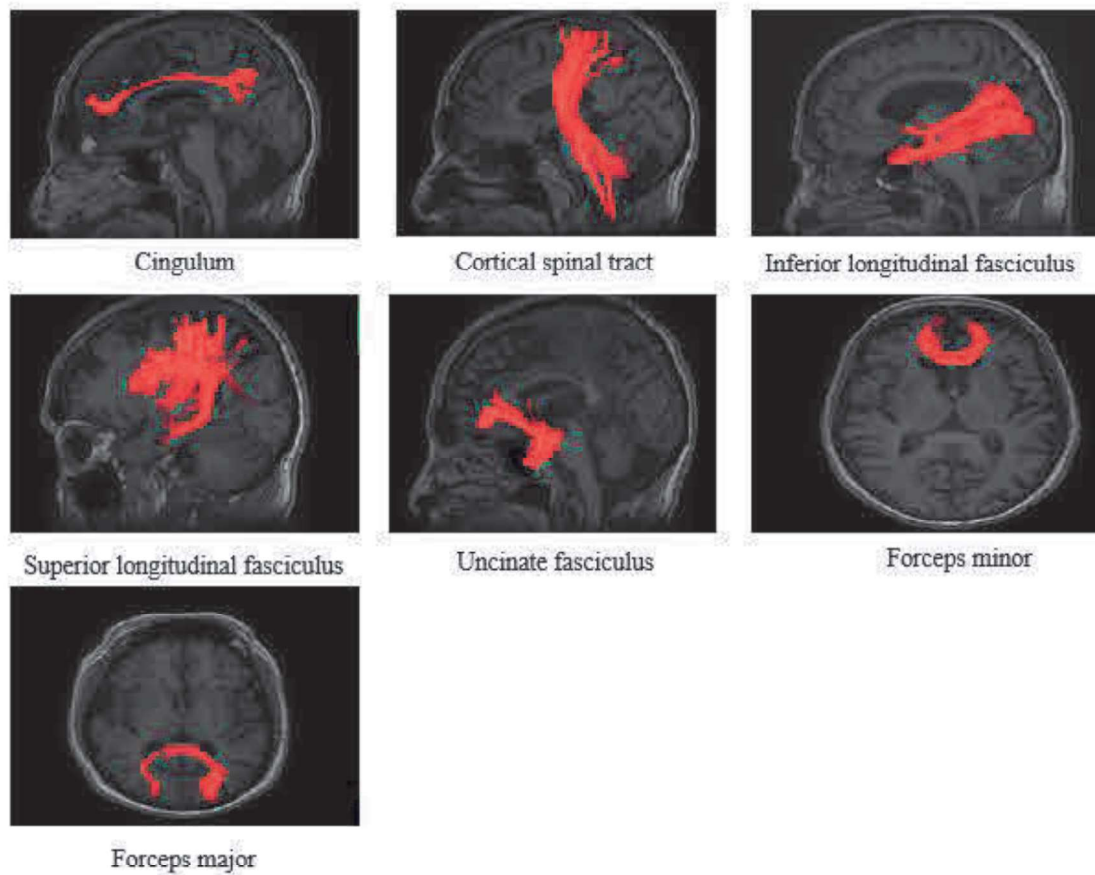 Cingulum
Cortical spinal tract
Inferior longitudinal fasciculus
Superior longitudinal fasciculus
Uncinate fasciculus
Forceps minor
Forceps major